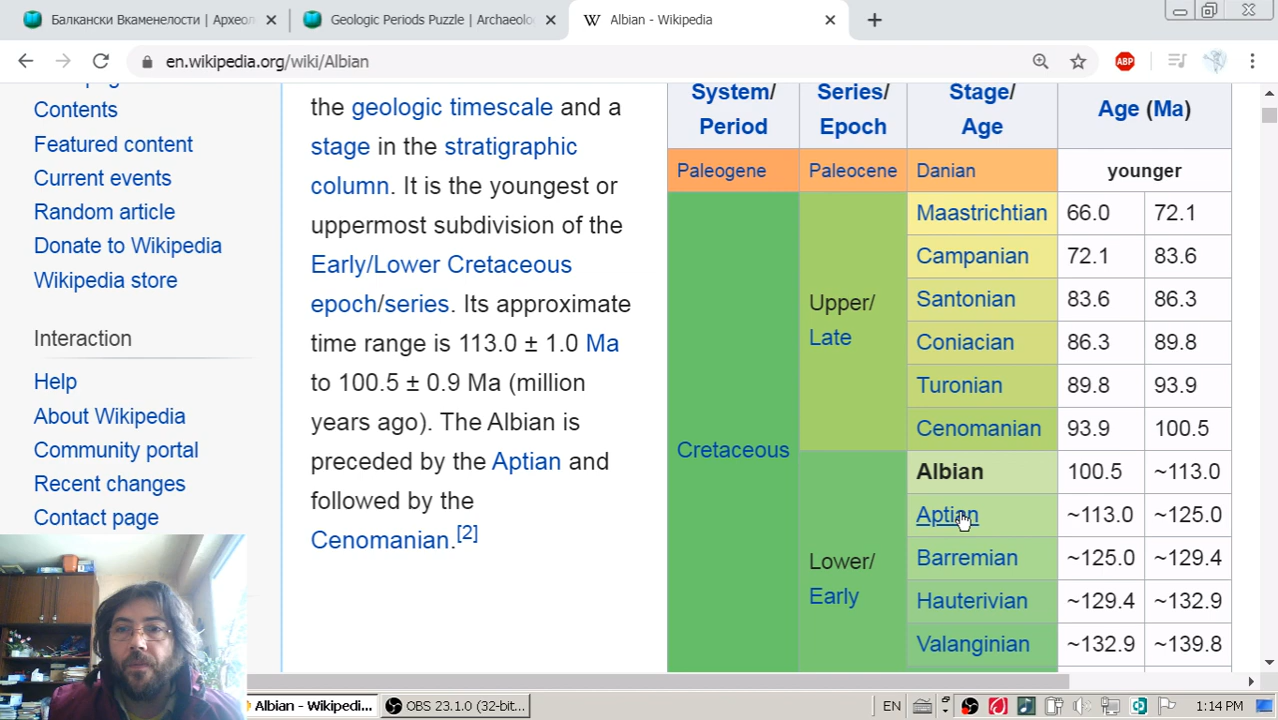 Балкански Вкаменелости | Археол
Geologic Periods Puzzle | Archaeolo
Albian - Wikipedia
en.wikipedia.org/wiki/Albian
ABP
Contents
Featured content
Current events
Random article
Donate to Wikipedia
Wikipedia store
Interaction
Help
About Wikipedia
Community portal
Recent changes
Contact page
the geologic timescale and a
stage in the stratigraphic
column. It is the youngest or
uppermost subdivision of the
Early/Lower Cretaceous
epoch/series. Its approximate
time range is 113.0 ± 1.0 Ma
to 100.5 ± 0.9 Ma (million
years ago). The Albian is
preceded by the Aptian and
followed by the
Cenomanian.[2]
System/ Period
Series/ Epoch
Stage/ Age
Age (Ma)
Paleogene Paleocene Danian younger
Maastrichtian 66.0 72.1
Campanian 72.1 83.6
Santonian 83.6 86.3
Upper/
Late
Coniacian 86.3 89.8
Turonian 89.8 93.9
Cenomanian 93.9 100.5
Cretaceous
Albian 100.5 ~113.0
Aptian ~113.0 ~125.0
Barremian ~125.0 ~129.4
Lower/
Early
Hauterivian ~129.4 ~132.9
Valanginian ~132.9 ~139.8
Albian - Wikipedi...
OBS 23.1.0 (32-bit...
EN
1:14 PM